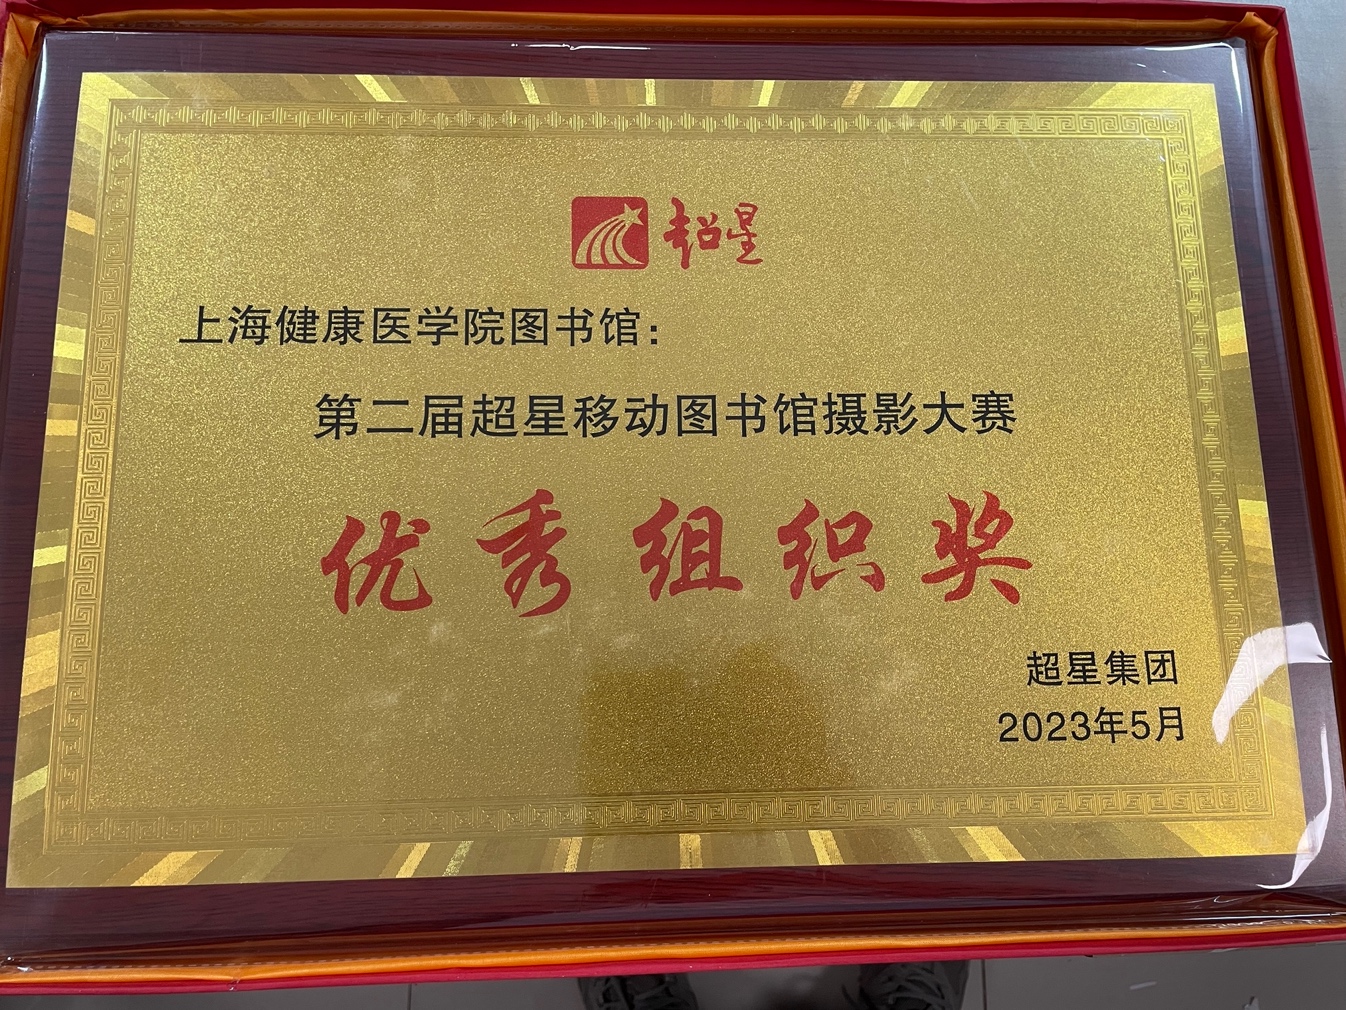 超星
上海健康医学院图书馆：
第二届超星移动图书馆摄影大赛
优秀组织奖
超星集团
2023年5月